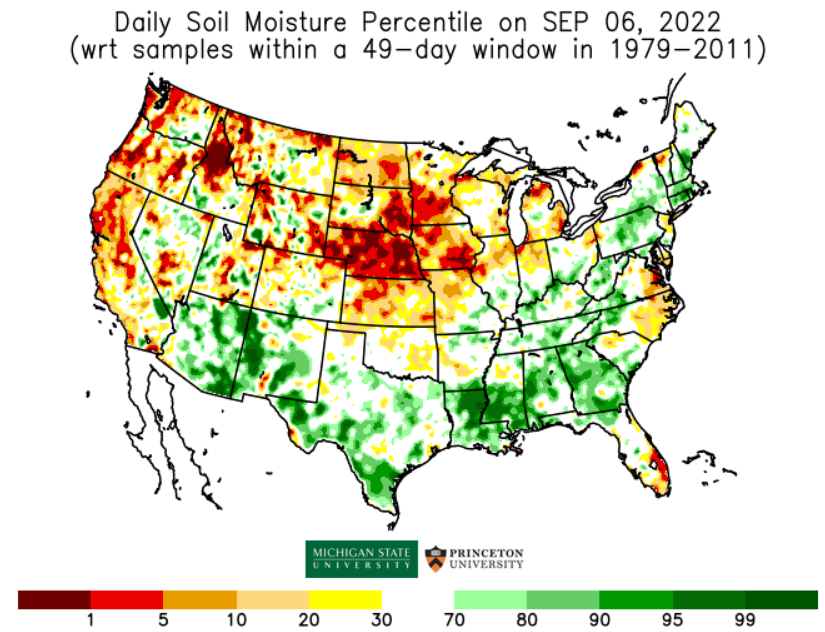 Daily Soil Moisture Percentile on SEP 06, 2022
(wrt samples within a 49-day window in 1979-2011)
MICHIGAN STATE
UNIVERSITY
PRINCETON
UNIVERSITY
1 5 10 20 30 70 80 90 95 99